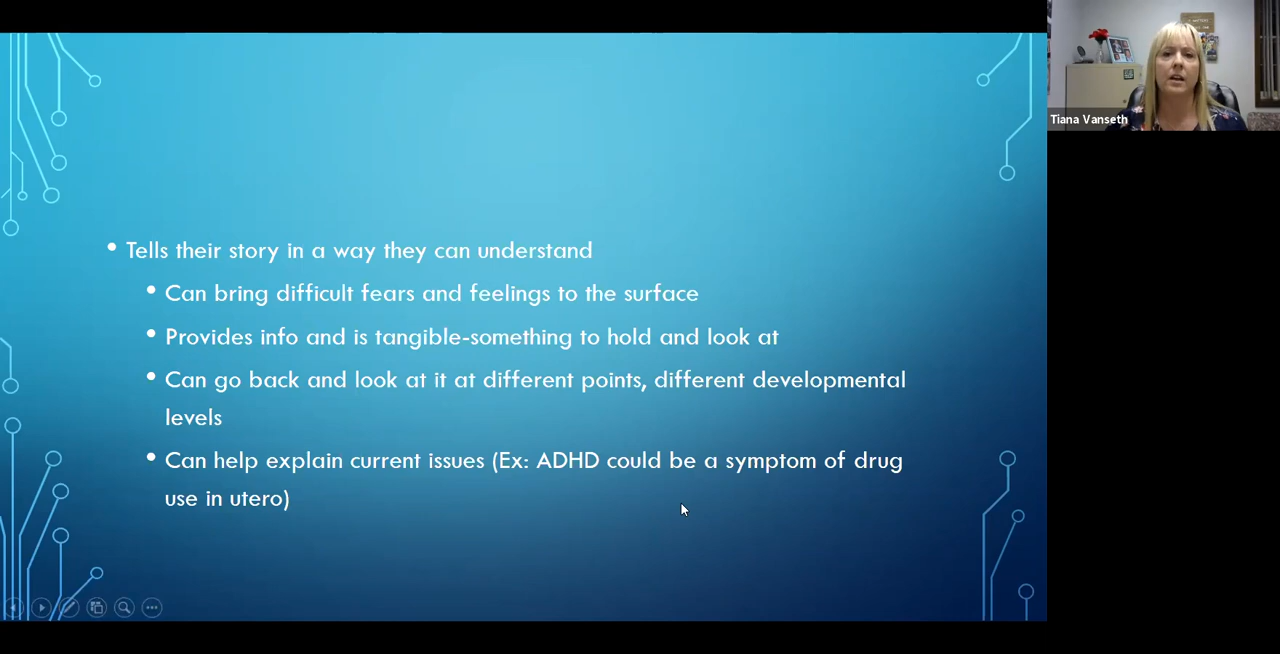 Tells their story in a way they can understand
Can bring difficult fears and feelings to the surface
Provides info and is tangible-something to hold and look at
Can go back and look at it at different points, different developmental
levels
Can help explain current issues (Ex: ADHD could be a symptom of drug
use in utero)
Tiana Vanseth